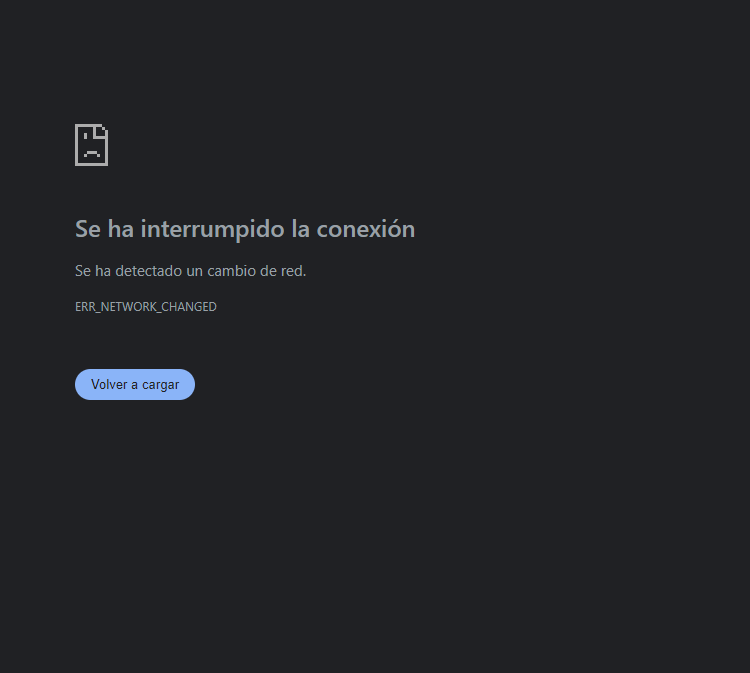 Se ha interrumpido la conexión
Se ha detectado un cambio de red.
ERR_NETWORK_CHANGED
Volver a cargar